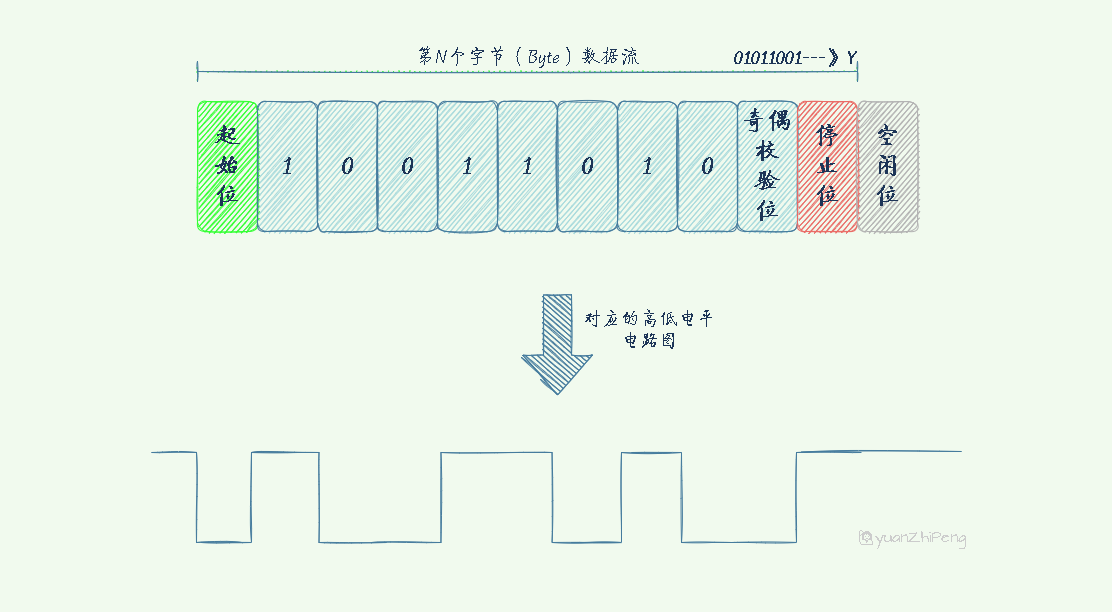 第N个字节（Byte）数据流
01011001---》Y
起始位
1
0
0
1
1
0
1
0
奇偶校验位
停止位
空闲位
对应的高低电平
电路图
yuanZhiPeng